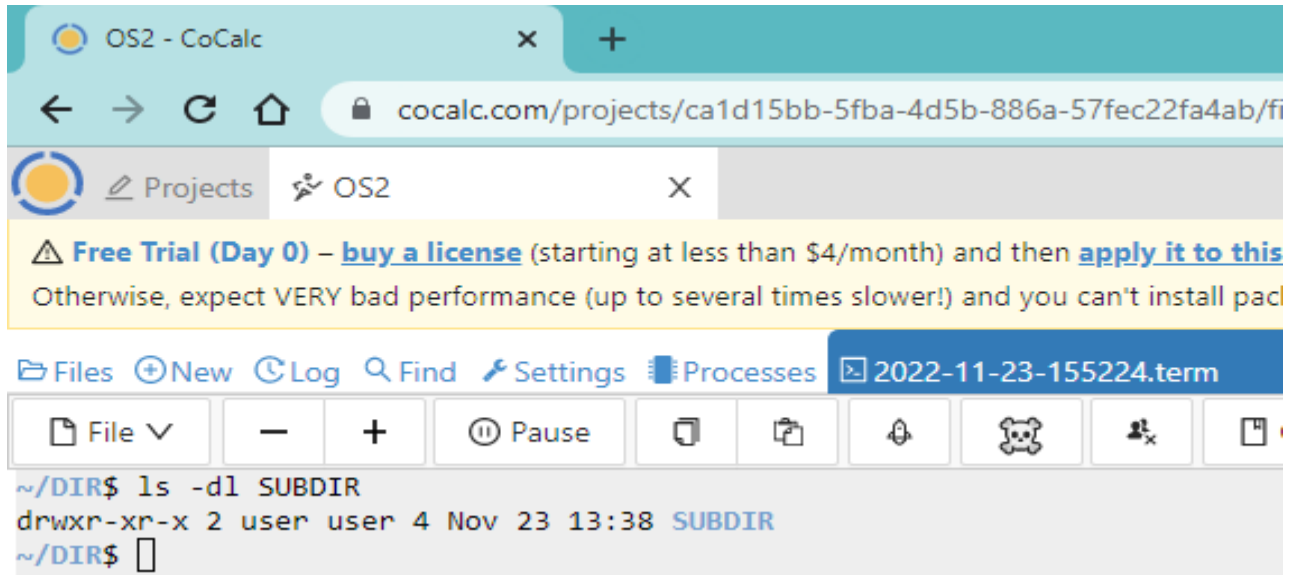 OS2 - CoCalc
cocalc.com/projects/ca1d15bb-5fba-4d5b-886a-57fec22fa4ab/fi
Projects OS2
Free Trial (Day 0) – buy a license (starting at less than $4/month) and then apply it to this
Otherwise, expect VERY bad performance (up to several times slower!) and you can't install pac
Files New Log Find Settings Processes 2022-11-23-155224.term
File Pause
~/DIR$ ls -dl SUBDIR
drwxr-xr-x 2 user user 4 Nov 23 13:38 SUBDIR
~/DIR$